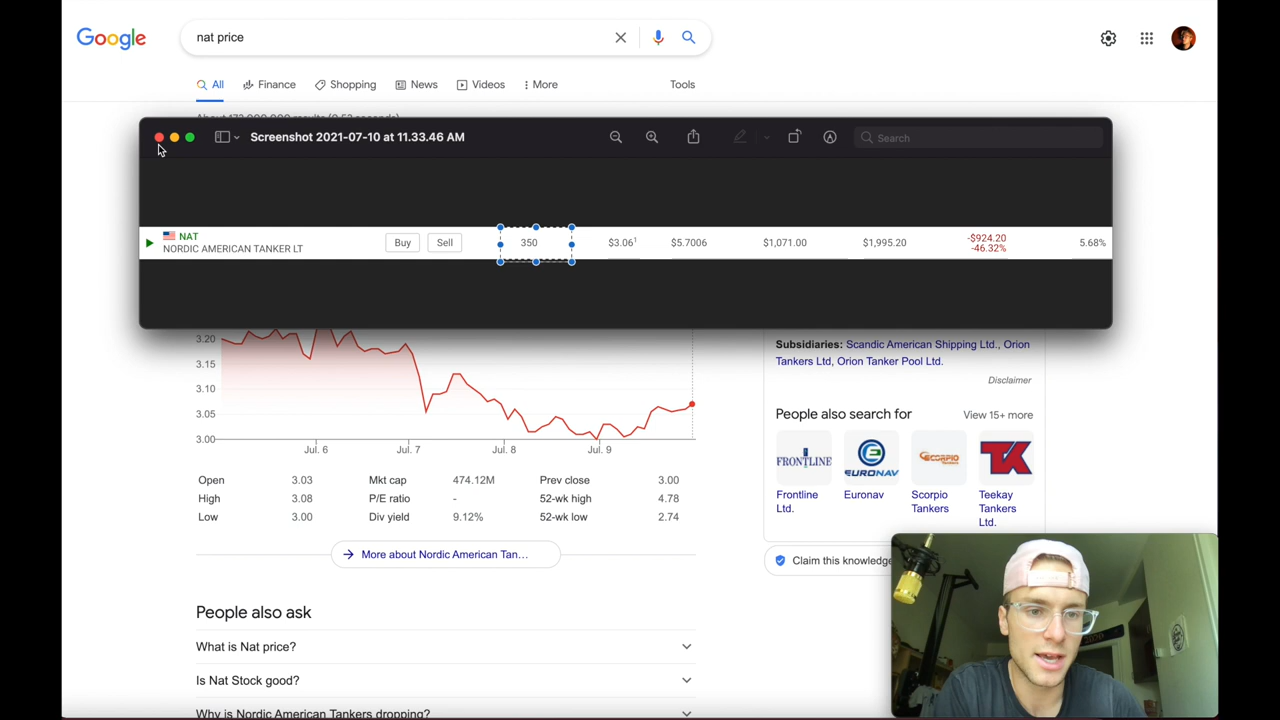 Google
nat price
All
Finance
Shopping
News
Videos
More
Tools
Screenshot 2021-07-10 at 11.33.46 AM
Search
NAT
NORDIC AMERICAN TANKER LT
Buy
Sell
350
$3.06¹
$5.7006
$1,071.00
$1,995.20
-$924.20
-46.32%
5.68%
3.20
3.15
3.10
3.05
3.00
Jul. 6
Jul. 7
Jul. 8
Jul. 9
Open 3.03 Mkt cap 474.12M Prev close 3.00
High 3.08 P/E ratio - 52-wk high 4.78
Low 3.00 Div yield 9.12% 52-wk low 2.74
More about Nordic American Tan...
People also ask
What is Nat price?
Is Nat Stock good?
Why is Nordic American Tankers dropping?
Subsidiaries: Scandic American Shipping Ltd., Orion
Tankers Ltd, Orion Tanker Pool Ltd.
Disclaimer
People also search for
View 15+ more
FRONTLINE
EURONAV
SCORPIO
TK
Frontline
Ltd.
Euronav
Scorpio
Tankers
Teekay
Tankers
Ltd.
Claim this knowledge